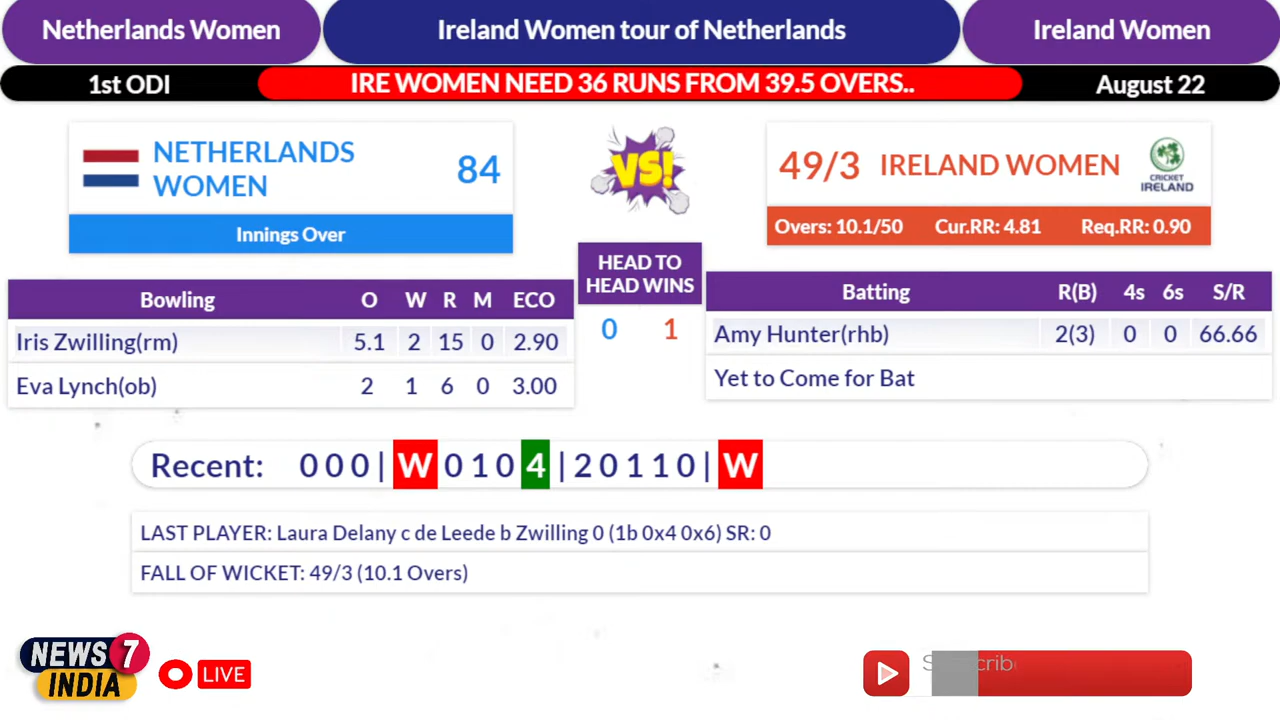 Netherlands Women
Ireland Women tour of Netherlands
Ireland Women
1st ODI
IRE WOMEN NEED 36 RUNS FROM 39.5 OVERS..
August 22
NETHERLANDS
WOMEN
84
Innings Over
VS!
49/3 IRELAND WOMEN
CRICKET
IRELAND
Overs: 10.1/50 Cur.RR: 4.81 Req.RR: 0.90
HEAD TO
HEAD WINS
0 1
Bowling O W R M ECO
Iris Zwilling(rm) 5.1 2 15 0 2.90
Eva Lynch(ob) 2 1 6 0 3.00
Batting R(B) 4s 6s S/R
Amy Hunter(rhb) 2(3) 0 0 66.66
Yet to Come for Bat
Recent: 0 0 0 | W 0 1 0 4 | 2 0 1 1 0 | W
LAST PLAYER: Laura Delany c de Leede b Zwilling 0 (1b 0x4 0x6) SR: 0
FALL OF WICKET: 49/3 (10.1 Overs)
NEWS 7
INDIA
LIVE